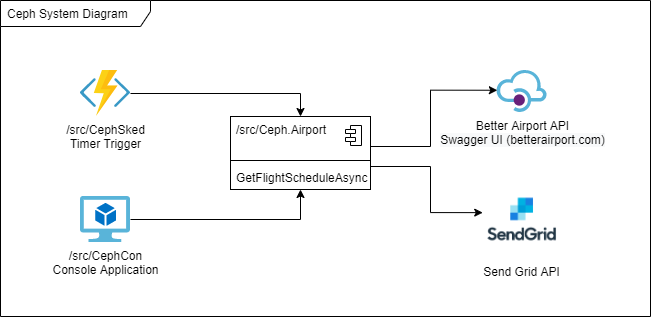 Ceph System Diagram
/src/CephSked
Timer Trigger
/src/Ceph.Airport
GetFlightScheduleAsync
Better Airport API
Swagger UI (betterairport.com)
/src/CephCon
Console Application
SendGrid
Send Grid API